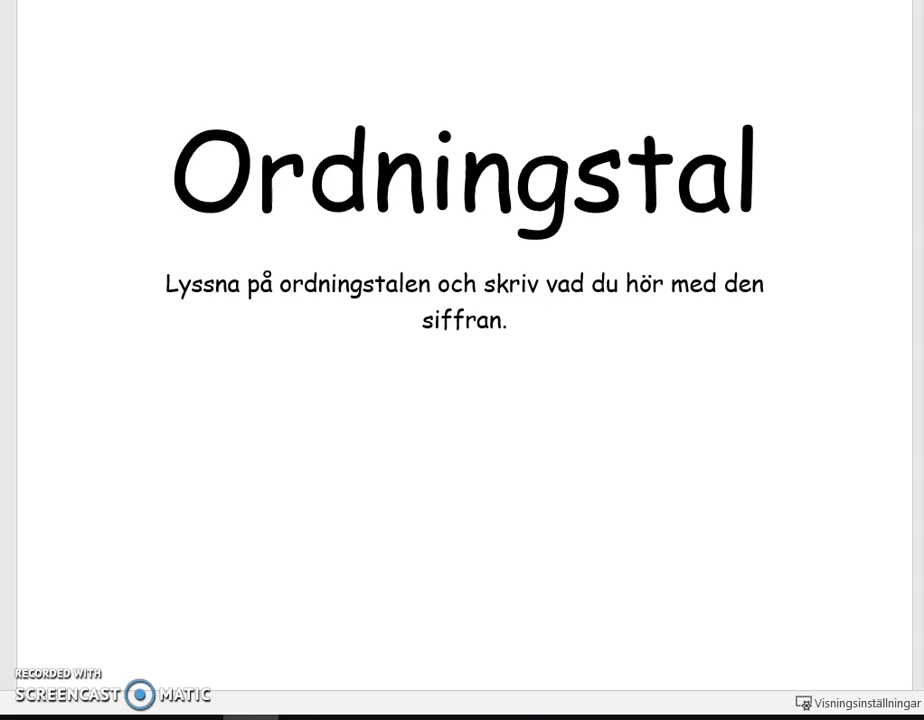 Ordningstal
Lyssna på ordningstalen och skriv vad du hör med den
siffran.
RECORDED WITH
SCREENCAST MATIC
Visningsinställningar